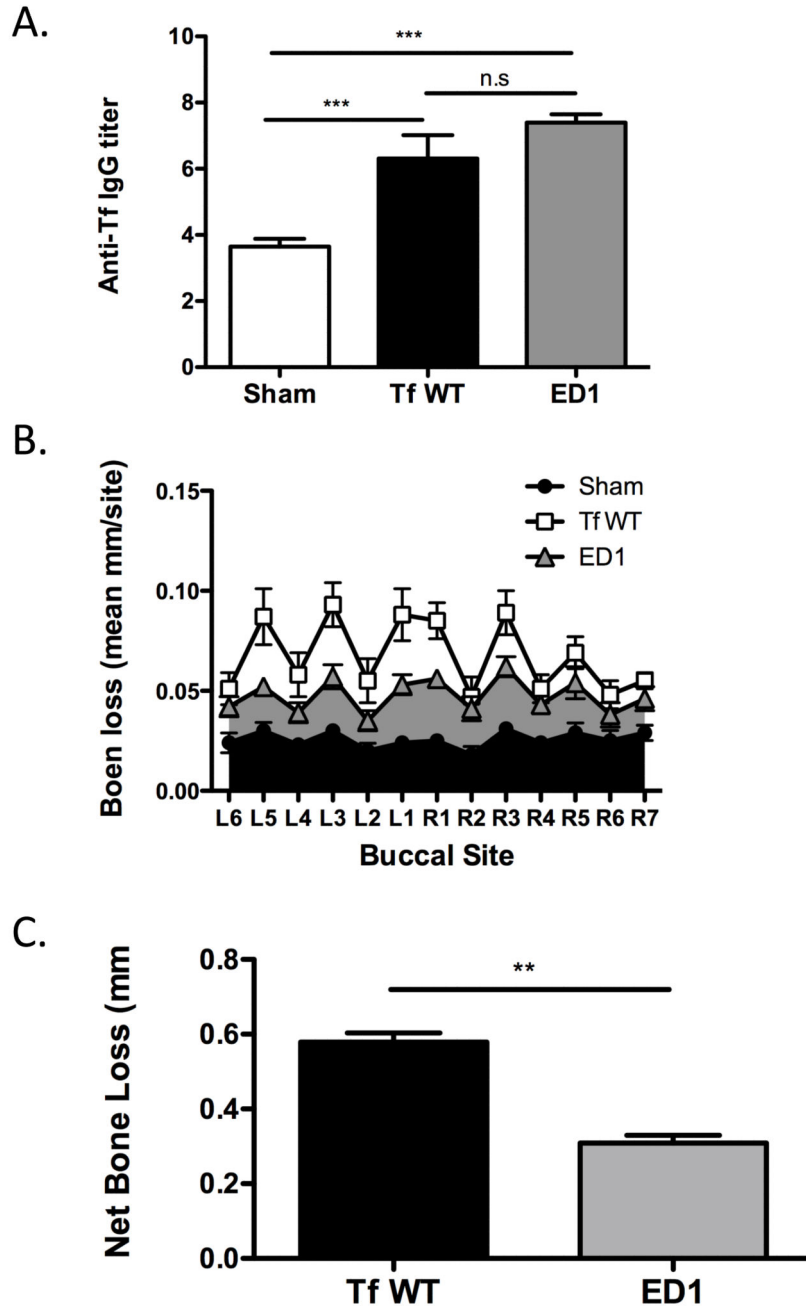 A.
10
8
6
4
2
0
Anti-Tf IgG titer
***
***
n.s
Sham Tf WT ED1
B.
0.15
0.10
0.05
0.00
Boen loss (mean mm/site)
Sham
Tf WT
ED1
L6 L5 L4 L3 L2 L1 R1 R2 R3 R4 R5 R6 R7
Buccal Site
C.
0.8
0.6
0.4
0.2
0.0
Net Bone Loss (mm
**
Tf WT ED1